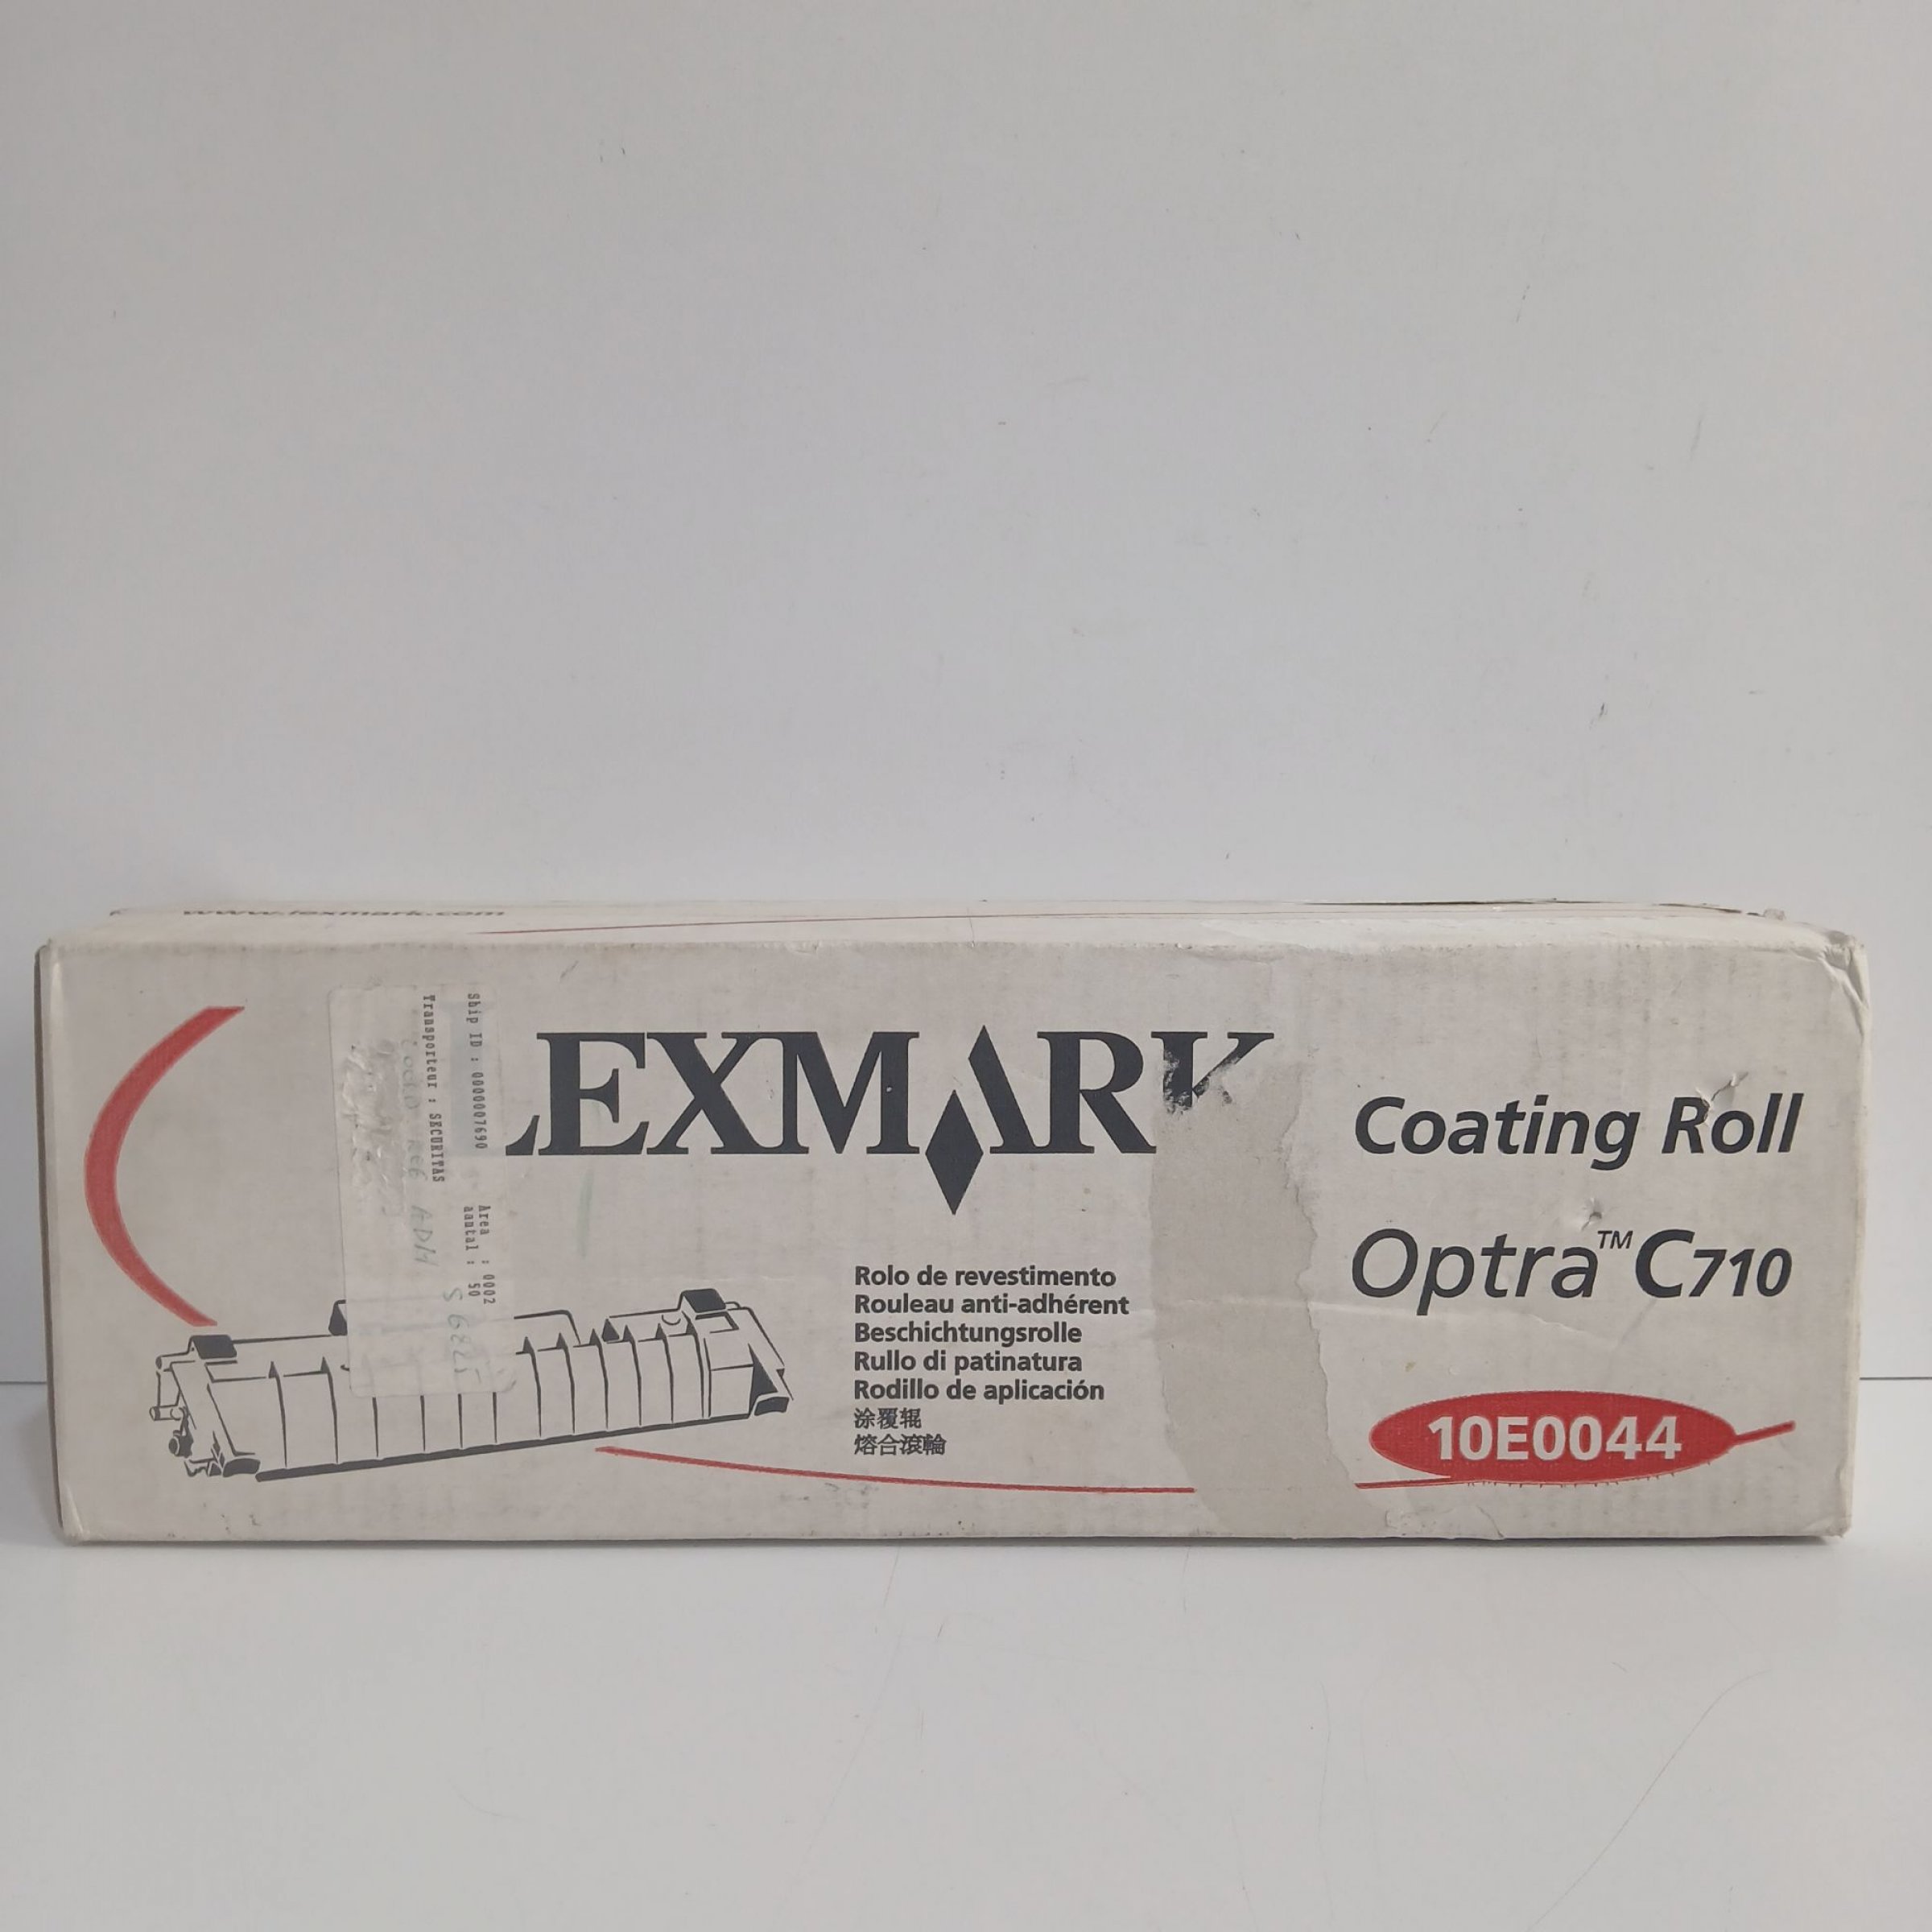 www.lexmark.com
LEXMARK
Coating Roll
Optra™ C710
Rolo de revestimento
Rouleau anti-adhérent
Beschichtungsrolle
Rullo di patinatura
Rodillo de aplicación
涂覆辊
熔合滾輪
10E0044
Ship ID : 0000007690
Transporteur : SECURITAS
Area : 0002
aantal : 50
ADM